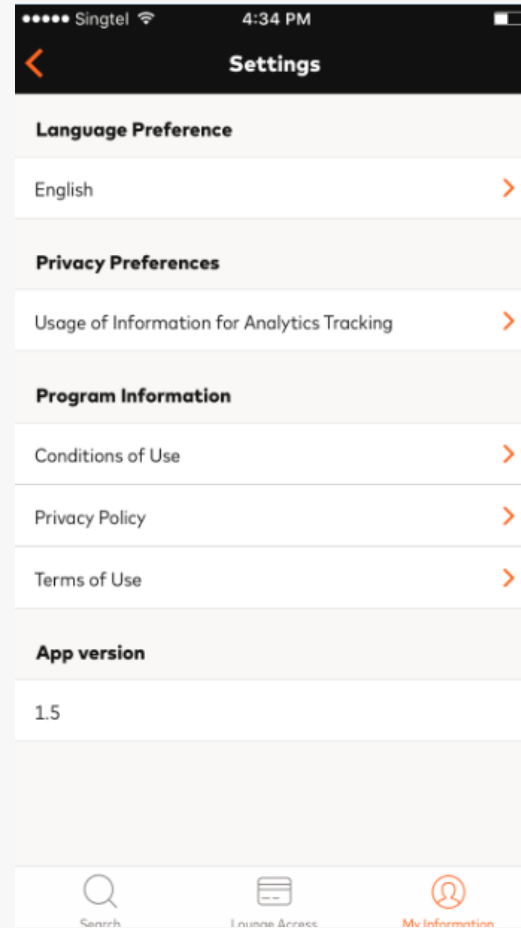 Singtel 4:34 PM
Settings
Language Preference
English
Privacy Preferences
Usage of Information for Analytics Tracking
Program Information
Conditions of Use
Privacy Policy
Terms of Use
App version
1.5
Search Lounge Access My Information